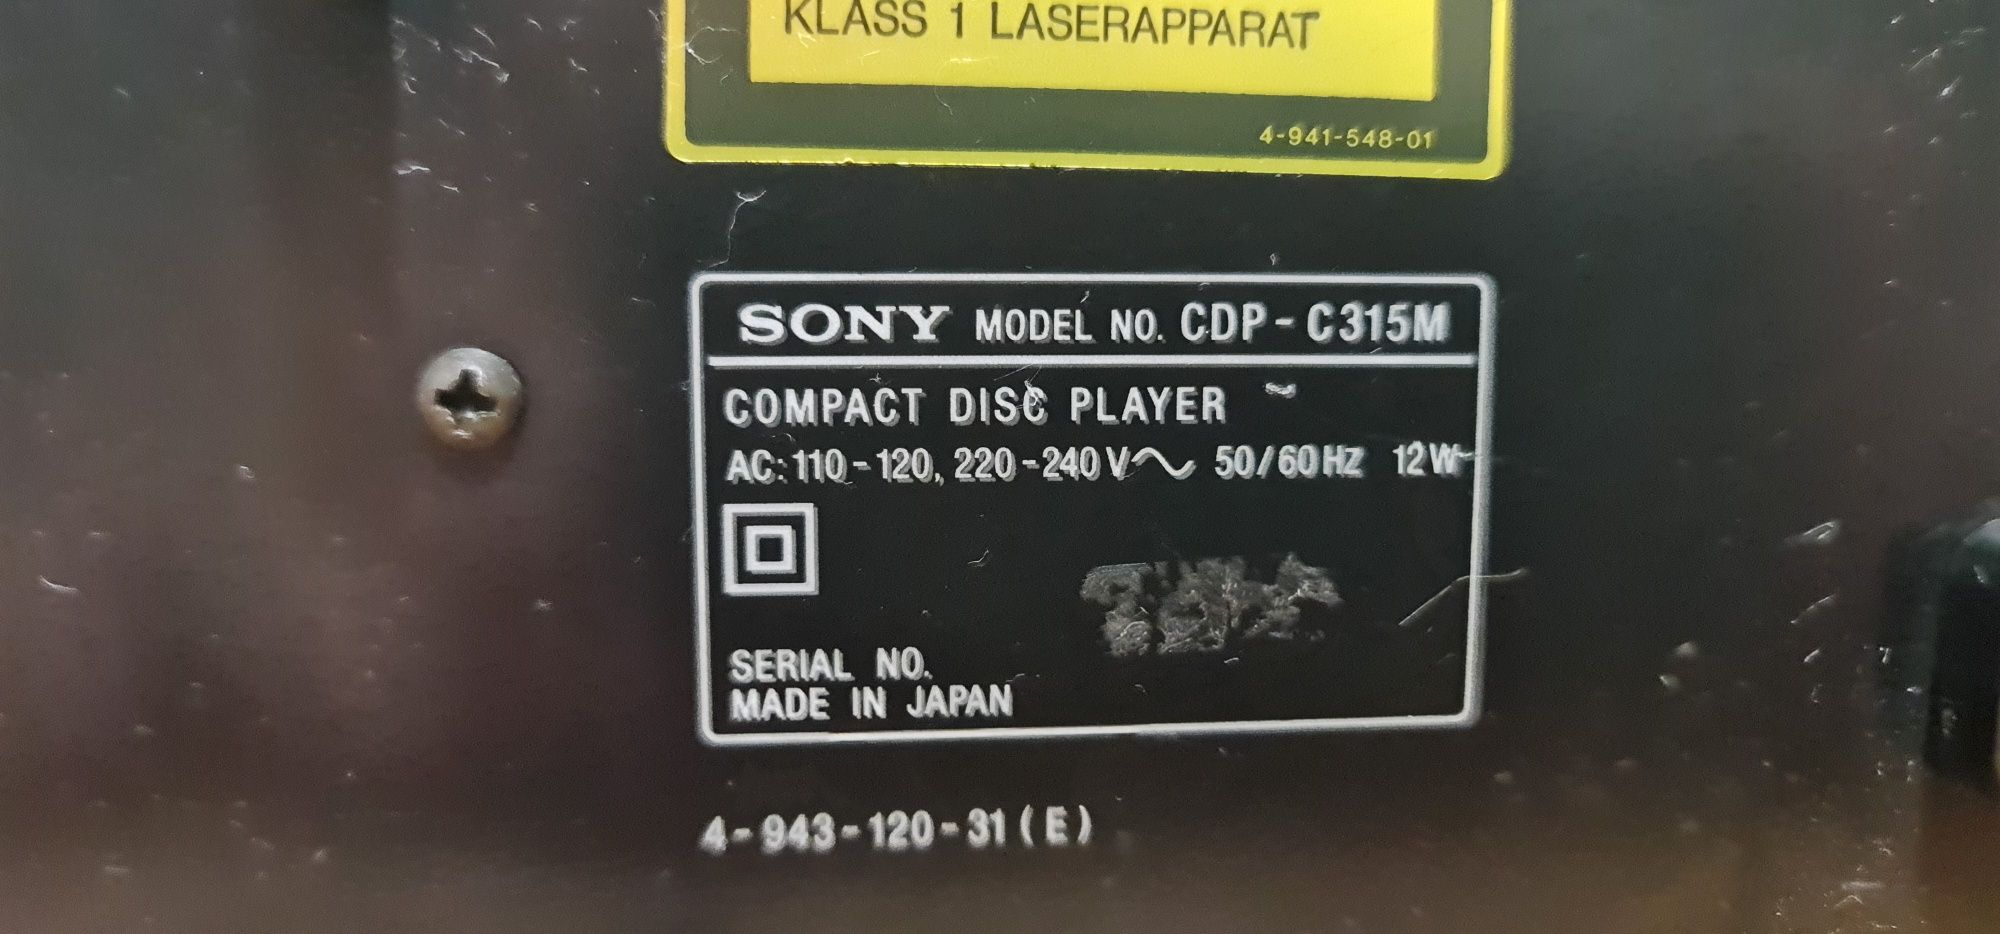 KLASS 1 LASERAPPARAT
4-941-548-01
SONY MODEL NO. CDP-C315M
COMPACT DISC PLAYER
AC: 110-120, 220-240V~ 50/60Hz 12W
SERIAL NO.
MADE IN JAPAN
4-943-120-31(E)